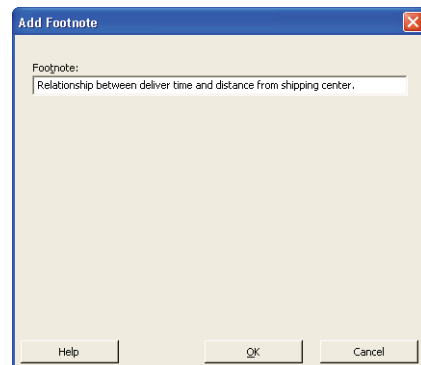 Add Footnote
Footnote:
Relationship between deliver time and distance from shipping center.
Help OK Cancel